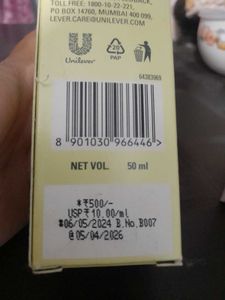 TOLL FREE: 1800-10-22-221,
PO BOX 14760, MUMBAI 400 099,
LEVER.CARE@UNILEVER.COM
Unilever
20
PAP
64383969
8 901030 966446 >
NET VOL. 50 ml
*₹500/-
USP ₹10.00/ml
#06/05/2024 B.No.B007
@05/04/2026